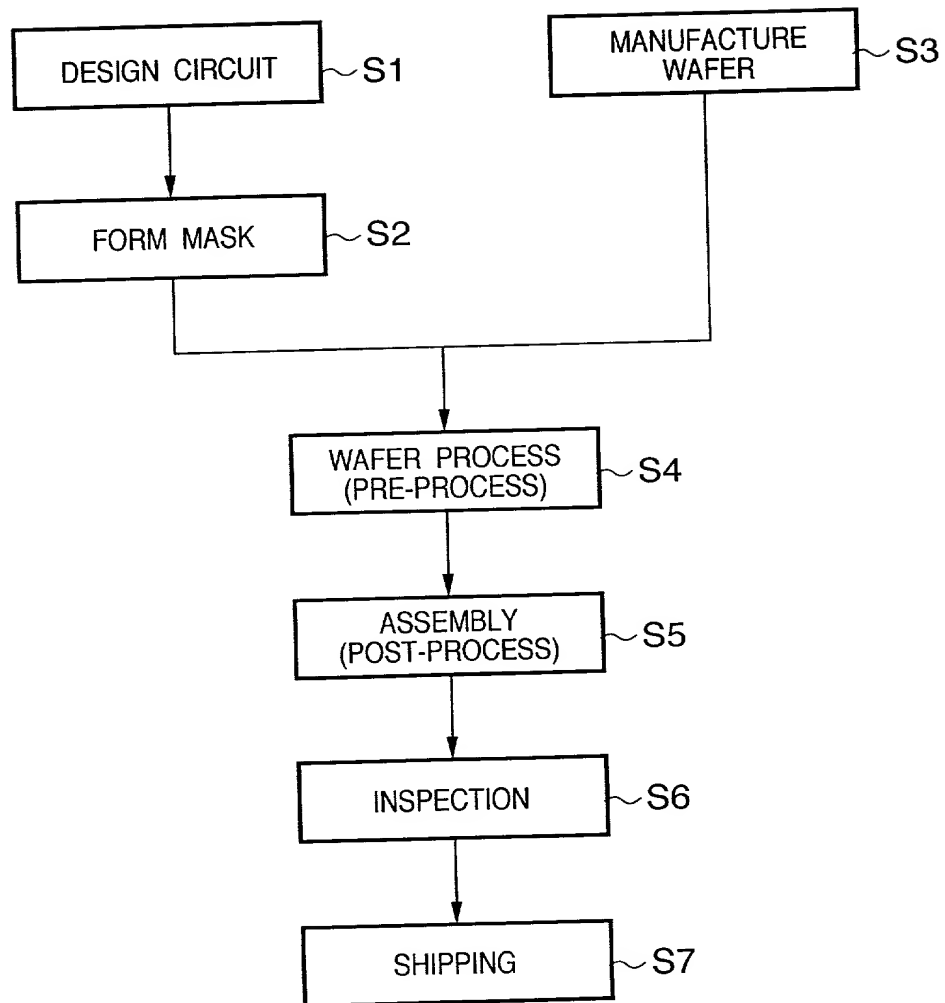 DESIGN CIRCUIT
S1
MANUFACTURE
WAFER
S3
FORM MASK
S2
WAFER PROCESS
(PRE-PROCESS)
S4
ASSEMBLY
(POST-PROCESS)
S5
INSPECTION
S6
SHIPPING
S7